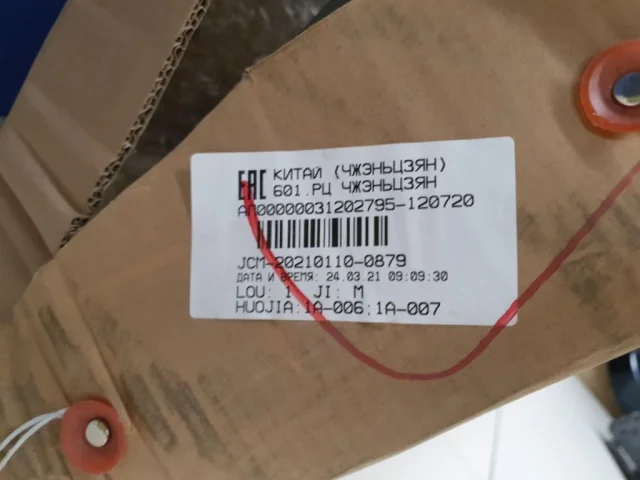 EAC КИТАЙ (ЧЖЭНЬЦЗЯН)
601.РЦ ЧЖЭНЬЦЗЯН
АП00000031202795-120720
JCM-20210110-0879
ДАТА И ВРЕМЯ: 24.03.21 09:09:30
LOU: 1 JI: M
HUOJIA:1A-006;1A-007